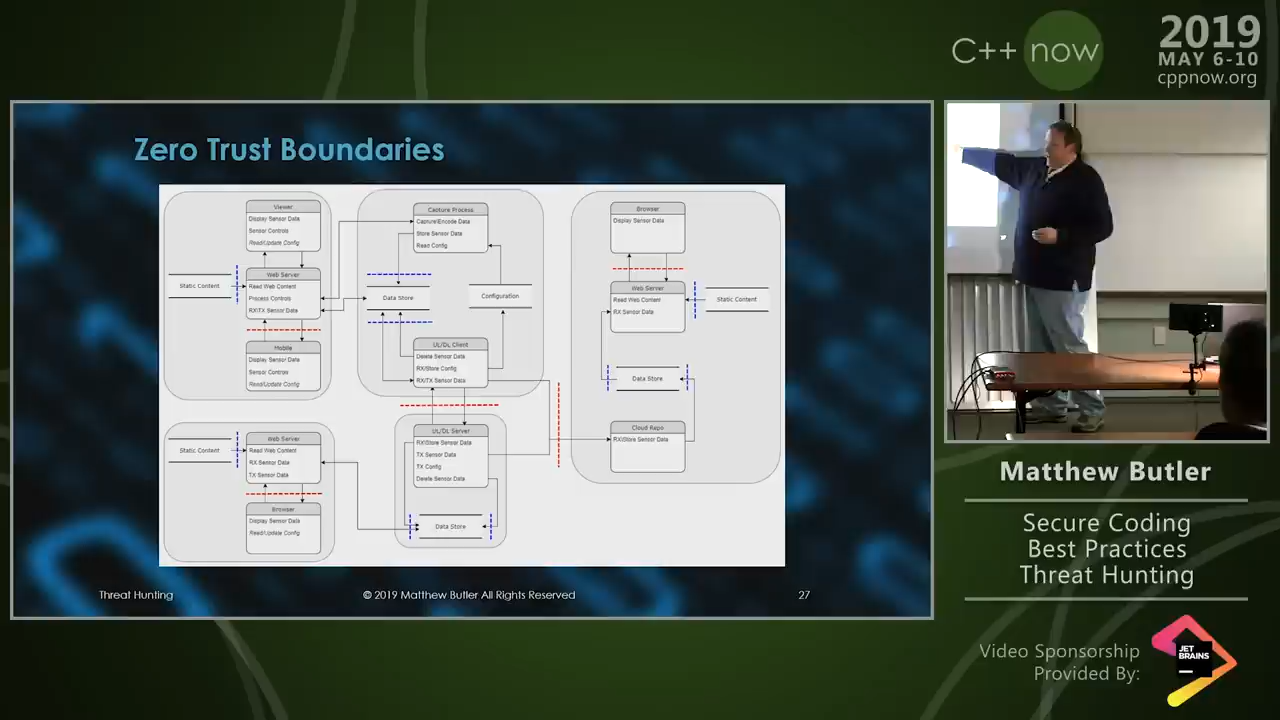 C++ now
2019
MAY 6-10
cppnow.org
Zero Trust Boundaries
Viewer
Display Sensor Data
Sensor Controls
Read/Update Config
Static Content
Web Server
Read Web Content
Process Controls
RX/TX Sensor Data
Mobile
Display Sensor Data
Sensor Controls
Read/Update Config
Capture Process
Capture\Encode Data
Store Sensor Data
Read Config
Data Store
Configuration
UL/DL Client
Delete Sensor Data
RX/Store Config
RX/TX Sensor Data
Browser
Display Sensor Data
Web Server
Read Web Content
RX Sensor Data
Static Content
Data Store
Cloud Repo
RX\Store Sensor Data
Static Content
Web Server
Read Web Content
RX Sensor Data
TX Sensor Data
Browser
Display Sensor Data
Read/Update Config
UL/DL Server
RX\Store Sensor Data
TX Sensor Data
TX Config
Delete Sensor Data
Data Store
Threat Hunting
© 2019 Matthew Butler All Rights Reserved
27
Matthew Butler
Secure Coding
Best Practices
Threat Hunting
Video Sponsorship
Provided By:
JET
BRAINS